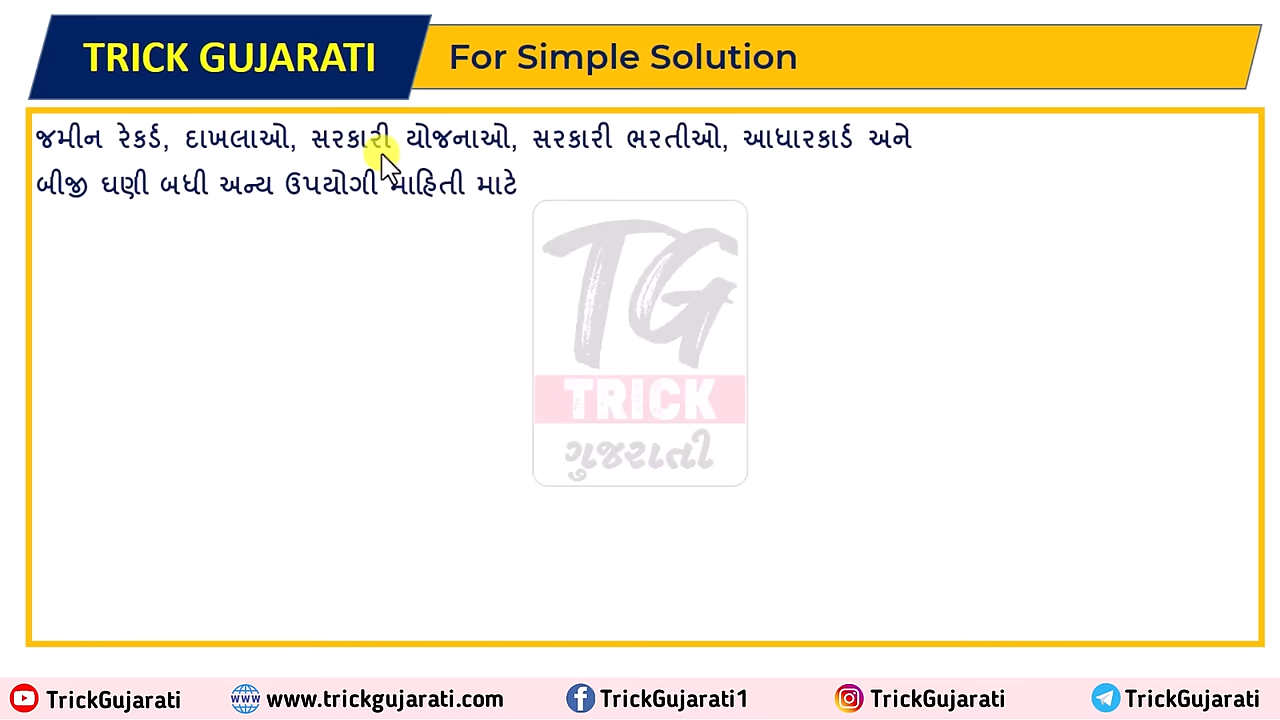 TRICK GUJARATI
For Simple Solution
જમીન રેકર્ડ, દાખલાઓ, સરકારી યોજનાઓ, સરકારી ભરતીઓ, આધારકાર્ડ અને
બીજી ઘણી બધી અન્ય ઉપયોગી માહિતી માટે
TG
TRICK
ગુજરાતી
TrickGujarati
www.trickgujarati.com
TrickGujarati1
TrickGujarati
TrickGujarati